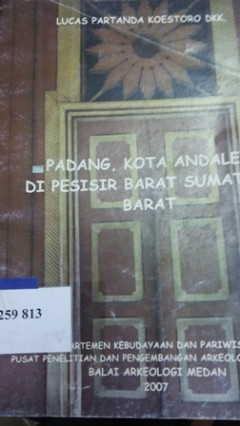 LUCAS PARTANDA KOESTORO DKK.
PADANG, KOTA ANDALE
DI PESISIR BARAT SUMAT
BARAT
259 813
ARTEMEN KEBUDAYAAN DAN PARIWIS
PUSAT PENELITIAN DAN PENGEMBANGAN ARKEOLO
BALAI ARKEOLOGI MEDAN
2007